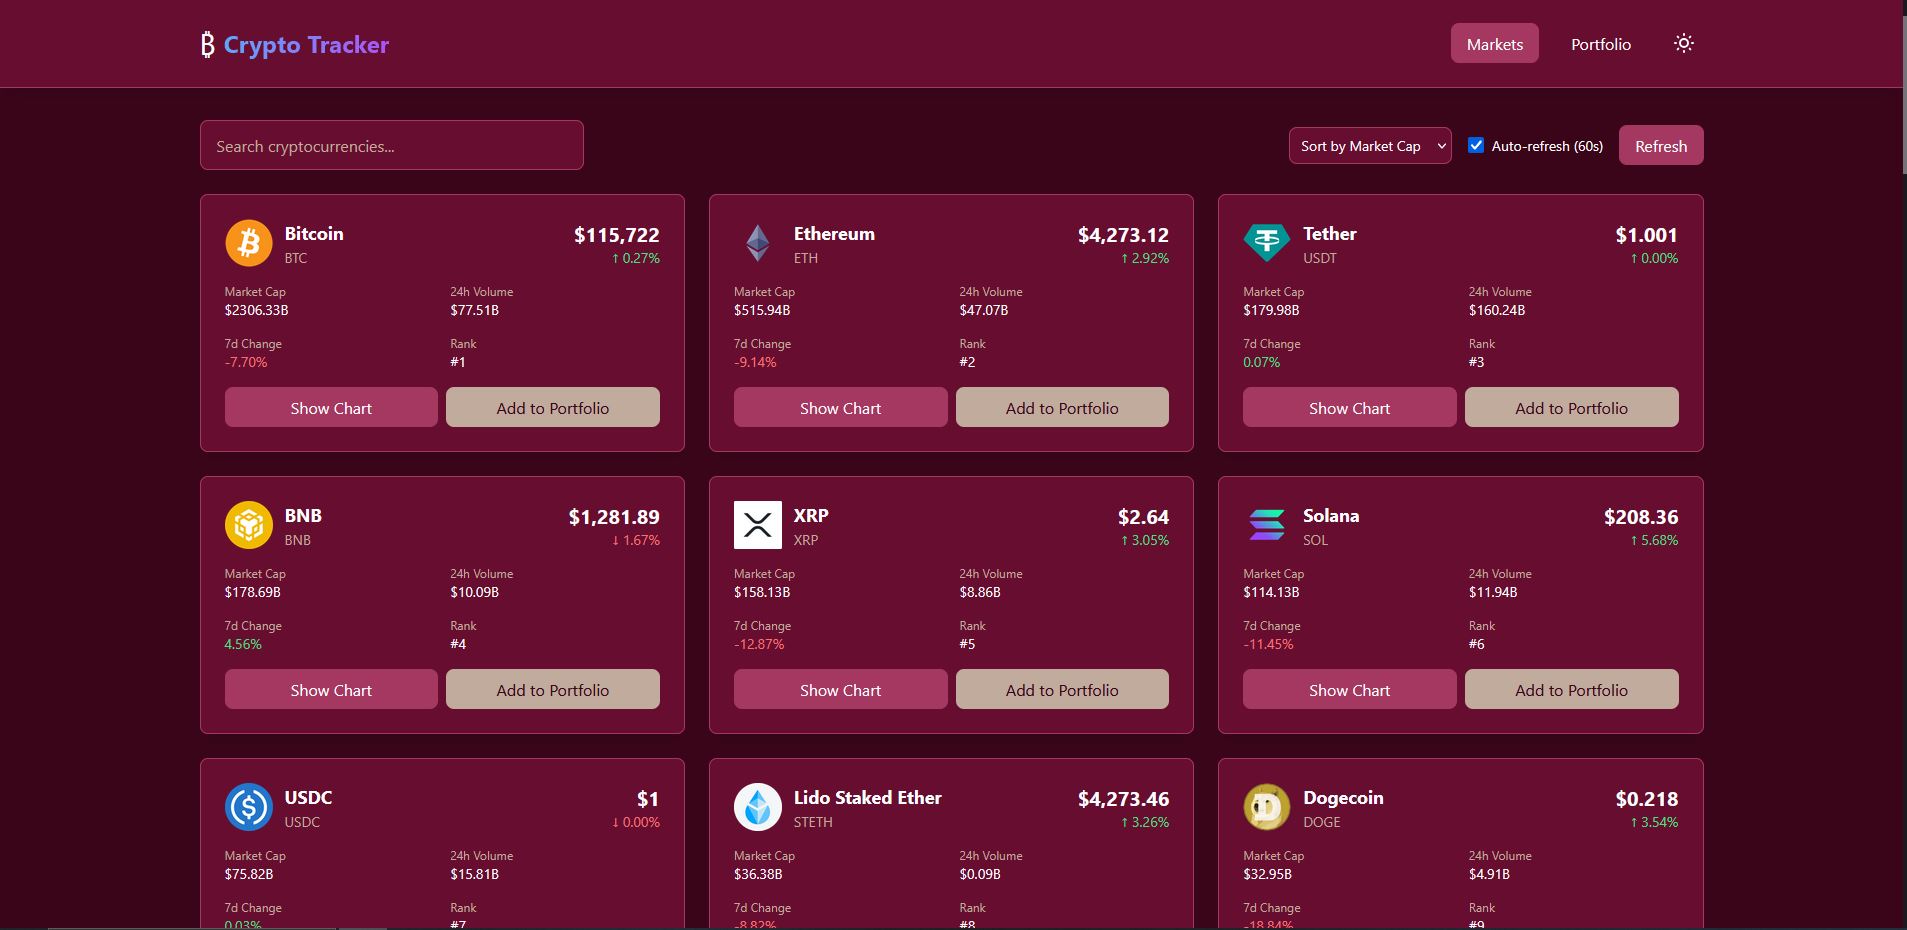 Crypto Tracker
Markets Portfolio
Search cryptocurrencies...
Sort by Market Cap Auto-refresh (60s) Refresh
Bitcoin $115,722
BTC ↑ 0.27%
Market Cap 24h Volume
$2306.33B $77.51B
7d Change Rank
-7.70% #1
Show Chart Add to Portfolio
Ethereum $4,273.12
ETH ↑ 2.92%
Market Cap 24h Volume
$515.94B $47.07B
7d Change Rank
-9.14% #2
Show Chart Add to Portfolio
Tether $1.001
USDT ↑ 0.00%
Market Cap 24h Volume
$179.98B $160.24B
7d Change Rank
0.07% #3
Show Chart Add to Portfolio
BNB $1,281.89
BNB ↓ 1.67%
Market Cap 24h Volume
$178.69B $10.09B
7d Change Rank
4.56% #4
Show Chart Add to Portfolio
XRP $2.64
XRP ↑ 3.05%
Market Cap 24h Volume
$158.13B $8.86B
7d Change Rank
-12.87% #5
Show Chart Add to Portfolio
Solana $208.36
SOL ↑ 5.68%
Market Cap 24h Volume
$114.13B $11.94B
7d Change Rank
-11.45% #6
Show Chart Add to Portfolio
USDC $1
USDC ↓ 0.00%
Market Cap 24h Volume
$75.82B $15.81B
7d Change Rank
0.03% #7
Lido Staked Ether $4,273.46
STETH ↑ 3.26%
Market Cap 24h Volume
$36.38B $0.09B
7d Change Rank
-8.82% #8
Dogecoin $0.218
DOGE ↑ 3.54%
Market Cap 24h Volume
$32.95B $4.91B
7d Change Rank
-18.84% #9